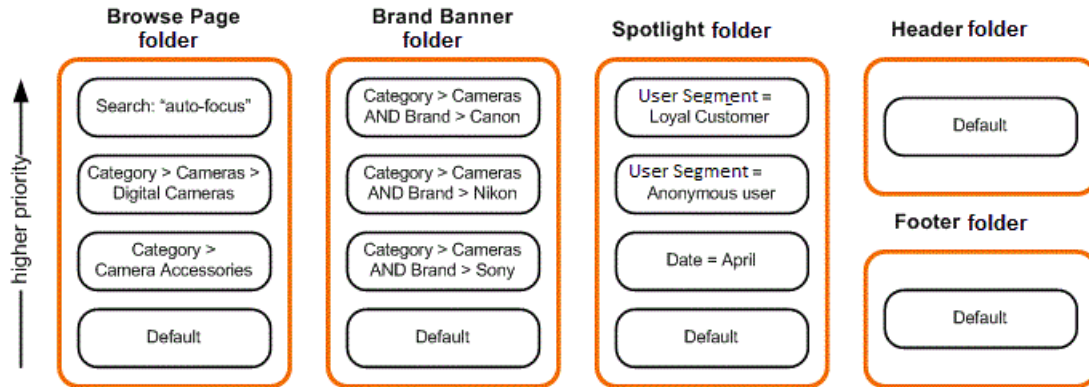 Browse Page
folder
Search: "auto-focus"
Category > Cameras >
Digital Cameras
Category >
Camera Accessories
Default
Brand Banner
folder
Category > Cameras
AND Brand > Canon
Category > Cameras
AND Brand > Nikon
Category > Cameras
AND Brand > Sony
Default
Spotlight folder
User Segment =
Loyal Customer
User Segment =
Anonymous user
Date = April
Default
Header folder
Default
Footer folder
Default
higher priority